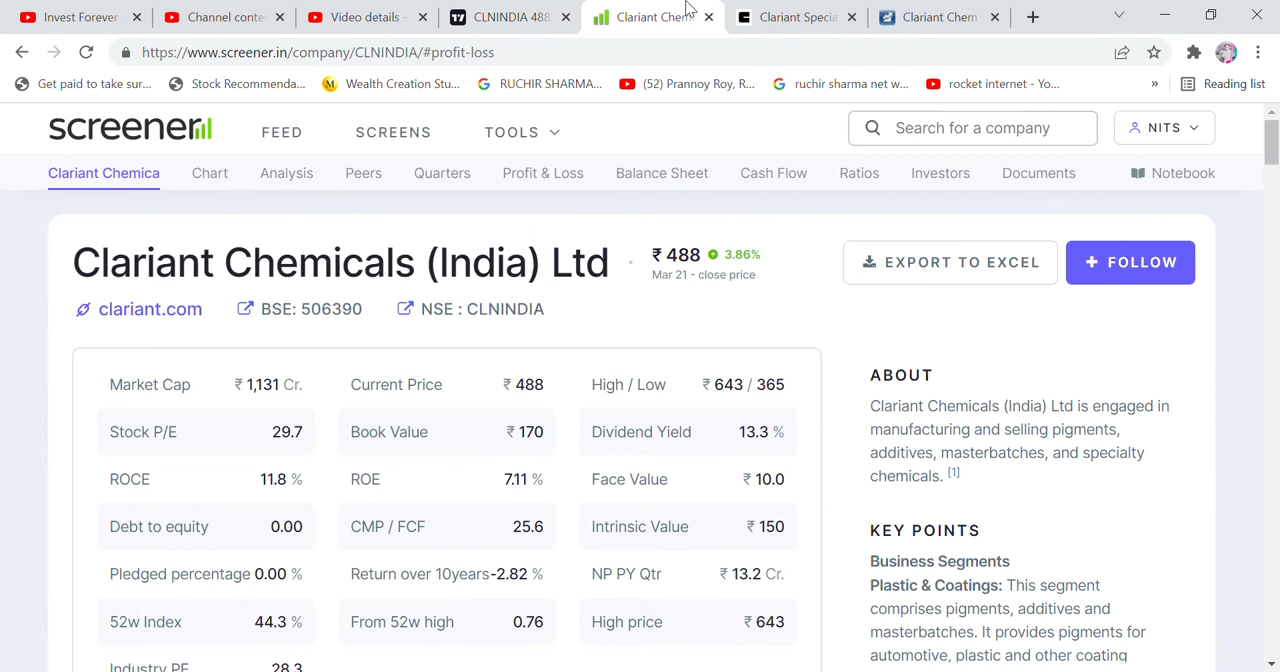 Invest Forever
Channel conte
Video details -
CLNINDIA 488.
Clariant Chem
Clariant Specia
Clariant Chem
https://www.screener.in/company/CLNINDIA/#profit-loss
Get paid to take sur...
Stock Recommenda...
Wealth Creation Stu...
RUCHIR SHARMA...
(52) Prannoy Roy, R...
ruchir sharma net w...
rocket internet - Yo...
»
Reading list
screener
FEED
SCREENS
TOOLS
Search for a company
NITS
Clariant Chemica
Chart
Analysis
Peers
Quarters
Profit & Loss
Balance Sheet
Cash Flow
Ratios
Investors
Documents
Notebook
Clariant Chemicals (India) Ltd
₹ 488 3.86%
Mar 21 - close price
EXPORT TO EXCEL
+ FOLLOW
clariant.com
BSE: 506390
NSE : CLNINDIA
Market Cap ₹ 1,131 Cr.
Current Price ₹ 488
High / Low ₹ 643 / 365
Stock P/E 29.7
Book Value ₹ 170
Dividend Yield 13.3 %
ROCE 11.8 %
ROE 7.11 %
Face Value ₹ 10.0
Debt to equity 0.00
CMP / FCF 25.6
Intrinsic Value ₹ 150
Pledged percentage 0.00 %
Return over 10years -2.82 %
NP PY Qtr ₹ 13.2 Cr.
52w Index 44.3 %
From 52w high 0.76
High price ₹ 643
Industry PE 28.3
ABOUT
Clariant Chemicals (India) Ltd is engaged in
manufacturing and selling pigments,
additives, masterbatches, and specialty
chemicals. [1]
KEY POINTS
Business Segments
Plastic & Coatings: This segment
comprises pigments, additives and
masterbatches. It provides pigments for
automotive, plastic and other coating